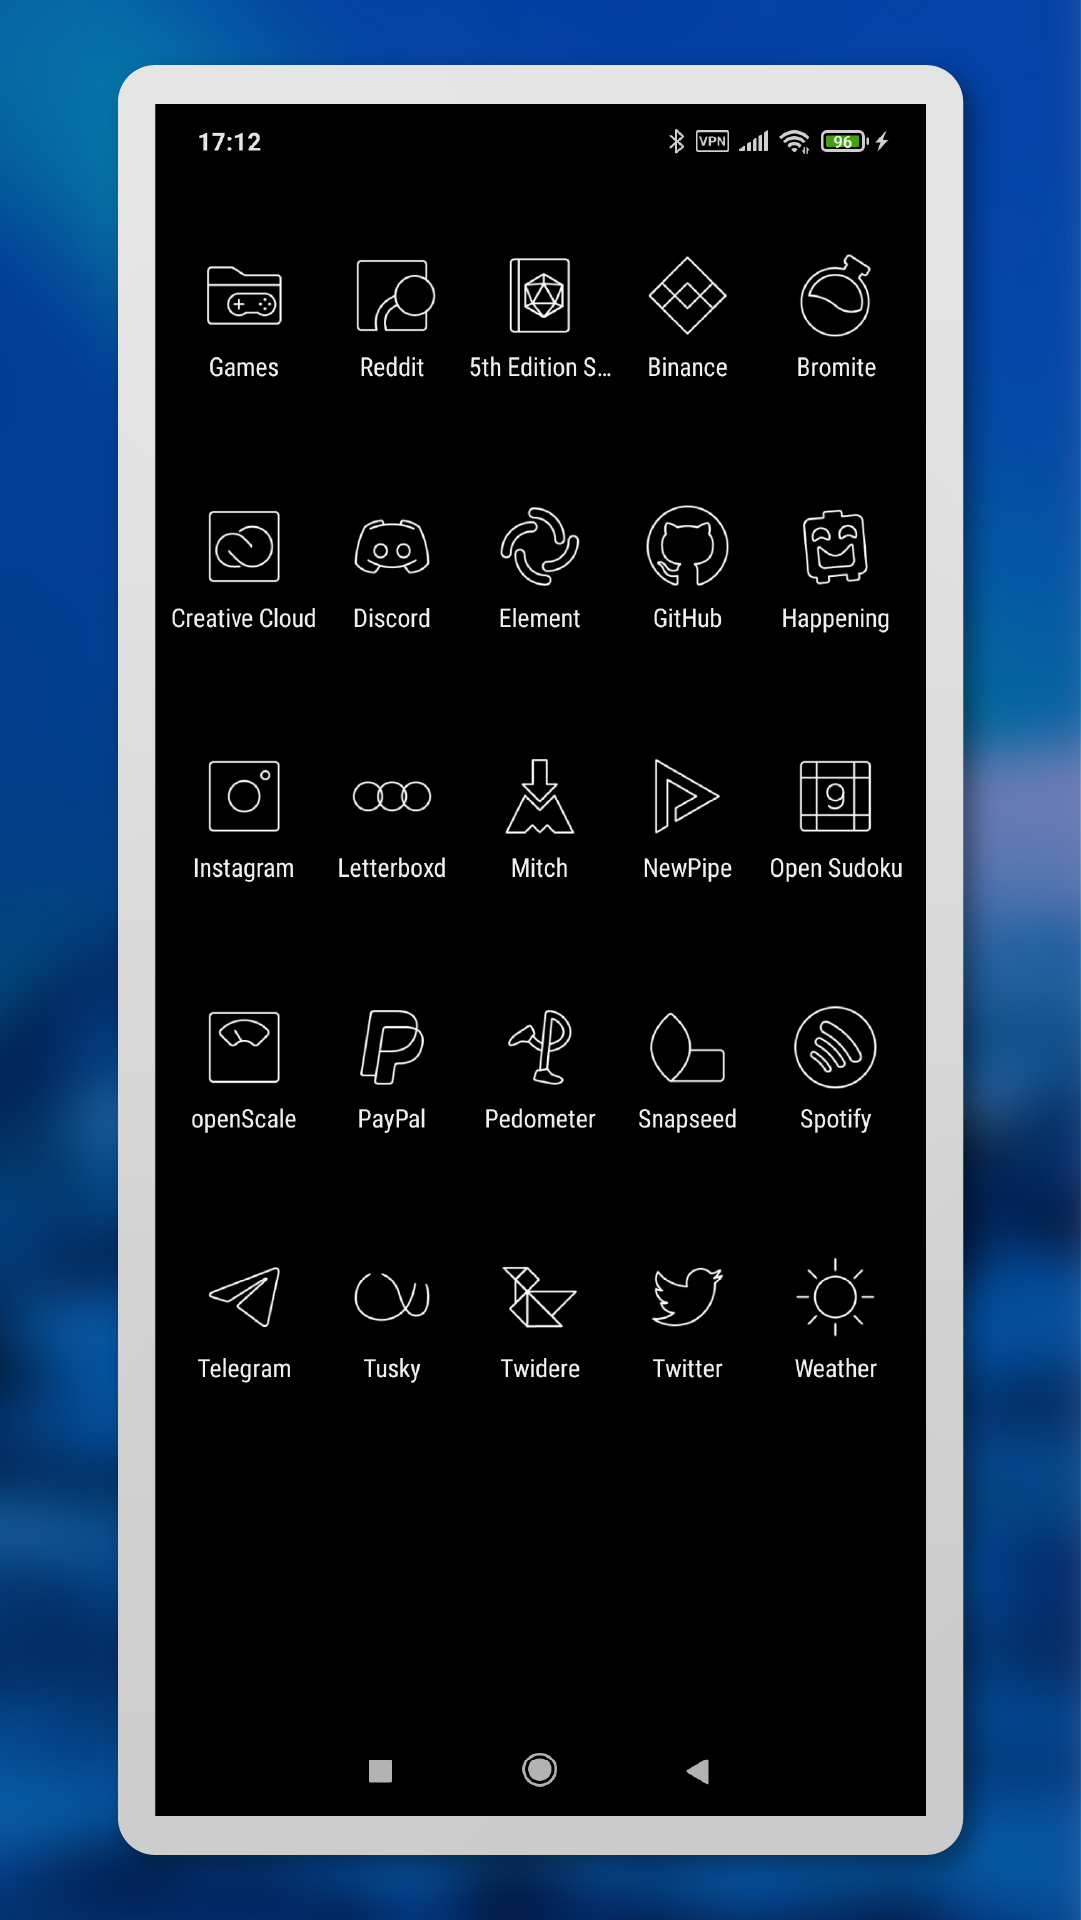 17:12 VPN 96
Games Reddit 5th Edition S... Binance Bromite
Creative Cloud Discord Element GitHub Happening
9
Instagram Letterboxd Mitch NewPipe Open Sudoku
openScale PayPal Pedometer Snapseed Spotify
Telegram Tusky Twidere Twitter Weather